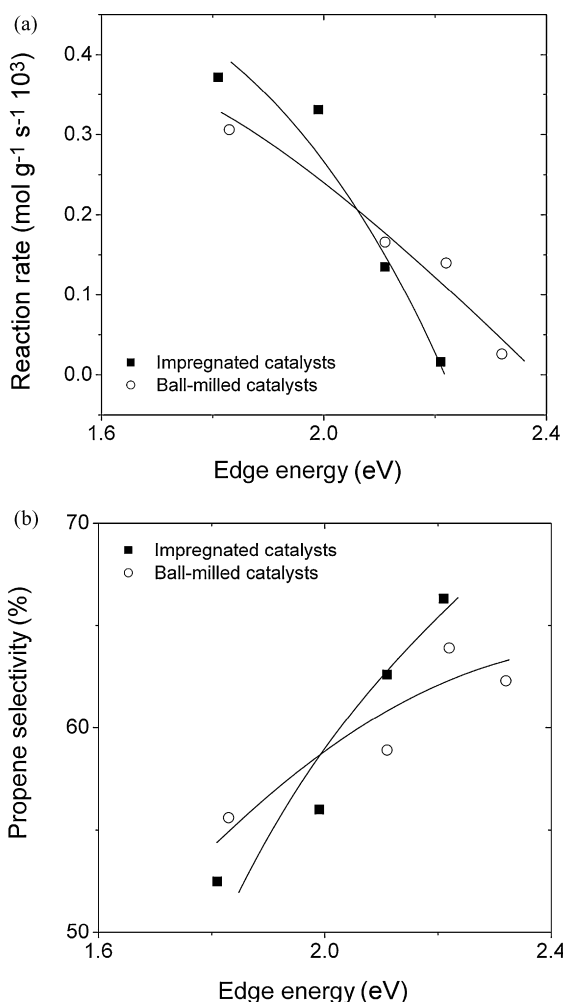 (a)
0.4
0.3
0.2
0.1
0.0
Reaction rate (mol g-1 s-1 103)
Impregnated catalysts
Ball-milled catalysts
1.6
2.0
2.4
Edge energy (eV)
(b)
70
60
50
Propene selectivity (%)
Impregnated catalysts
Ball-milled catalysts
1.6
2.0
2.4
Edge energy (eV)